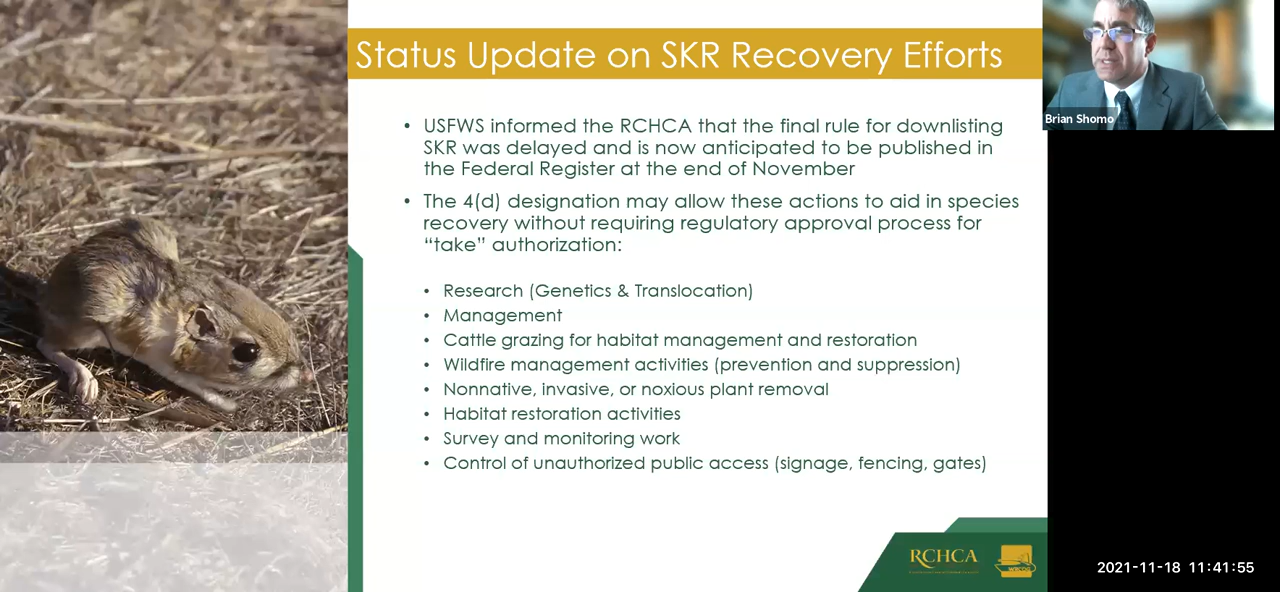 Status Update on SKR Recovery Efforts
Brian Shomo
• USFWS informed the RCHCA that the final rule for downlisting
SKR was delayed and is now anticipated to be published in
the Federal Register at the end of November
• The 4(d) designation may allow these actions to aid in species
recovery without requiring regulatory approval process for
“take” authorization:
• Research (Genetics & Translocation)
• Management
• Cattle grazing for habitat management and restoration
• Wildfire management activities (prevention and suppression)
• Nonnative, invasive, or noxious plant removal
• Habitat restoration activities
• Survey and monitoring work
• Control of unauthorized public access (signage, fencing, gates)
RCHCA
2021-11-18 11:41:55